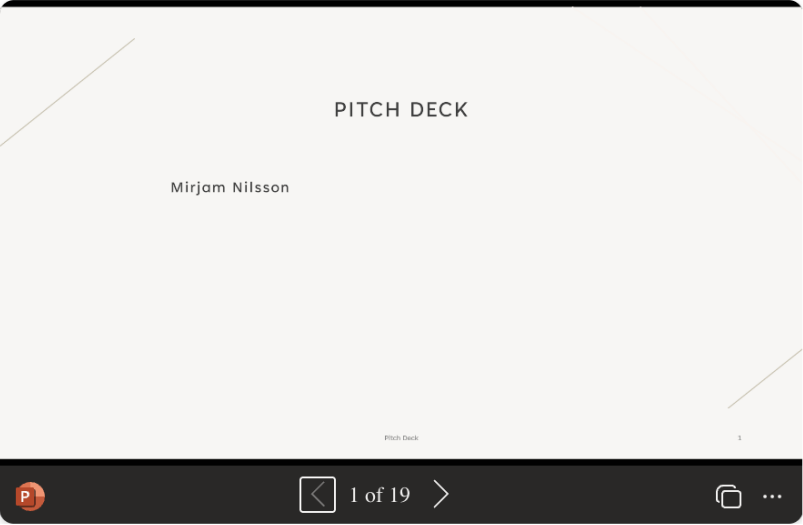 PITCH DECK
Mirjam Nilsson
Pitch Deck
1
P
1 of 19